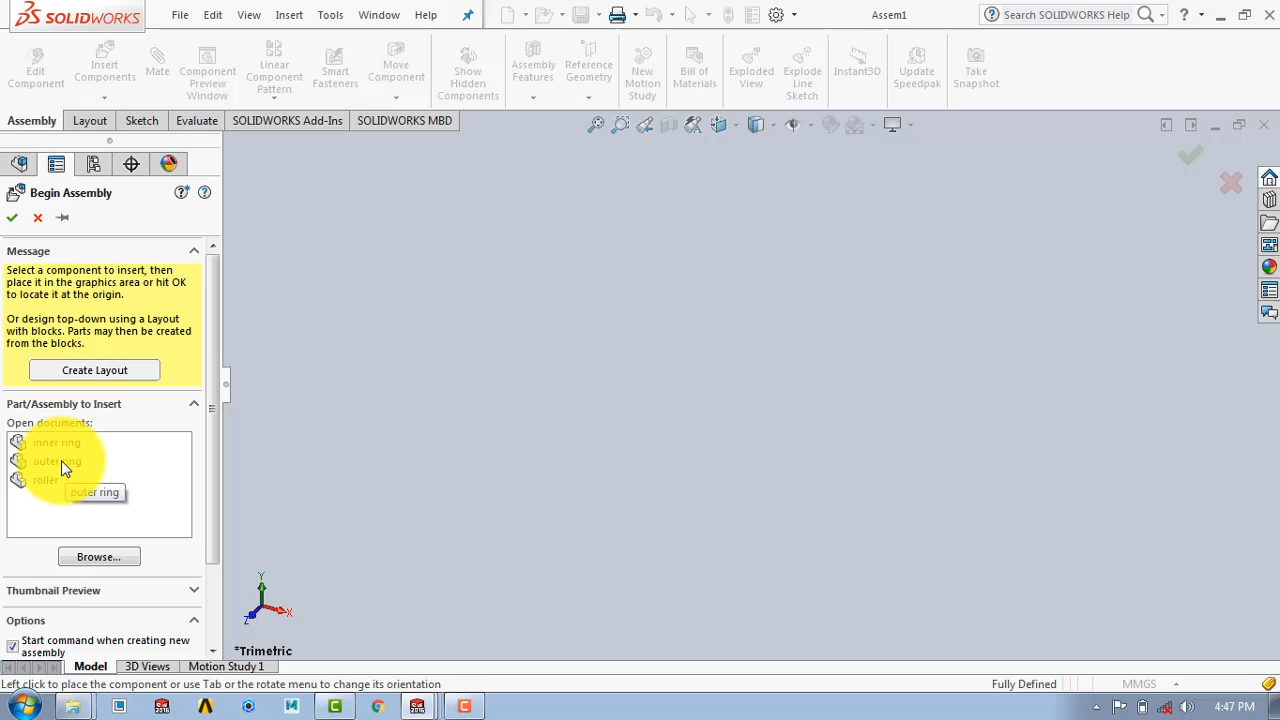 SOLIDWORKS
File
Edit
View
Insert
Tools
Window
Help
Assem1
Search SOLIDWORKS Help
?
Edit
Component
Insert
Components
Mate
Component
Preview
Window
Linear
Component
Pattern
Smart
Fasteners
Move
Component
Show
Hidden
Components
Assembly
Features
Reference
Geometry
New
Motion
Study
Bill of
Materials
Exploded
View
Explode
Line
Sketch
Instant3D
Update
Speedpak
Take
Snapshot
Assembly
Layout
Sketch
Evaluate
SOLIDWORKS Add-Ins
SOLIDWORKS MBD
Begin Assembly
Message
Select a component to insert, then
place it in the graphics area or hit OK
to locate it at the origin.
Or design top-down using a Layout
with blocks. Parts may then be created
from the blocks.
Create Layout
Part/Assembly to Insert
Open documents:
inner ring
outer ring
roller
outer ring
Browse...
Thumbnail Preview
Options
Start command when creating new
assembly
Y
X
Z
*Trimetric
Model
3D Views
Motion Study 1
Left click to place the component or use Tab or the rotate menu to change its orientation
Fully Defined
MMGS
4:47 PM